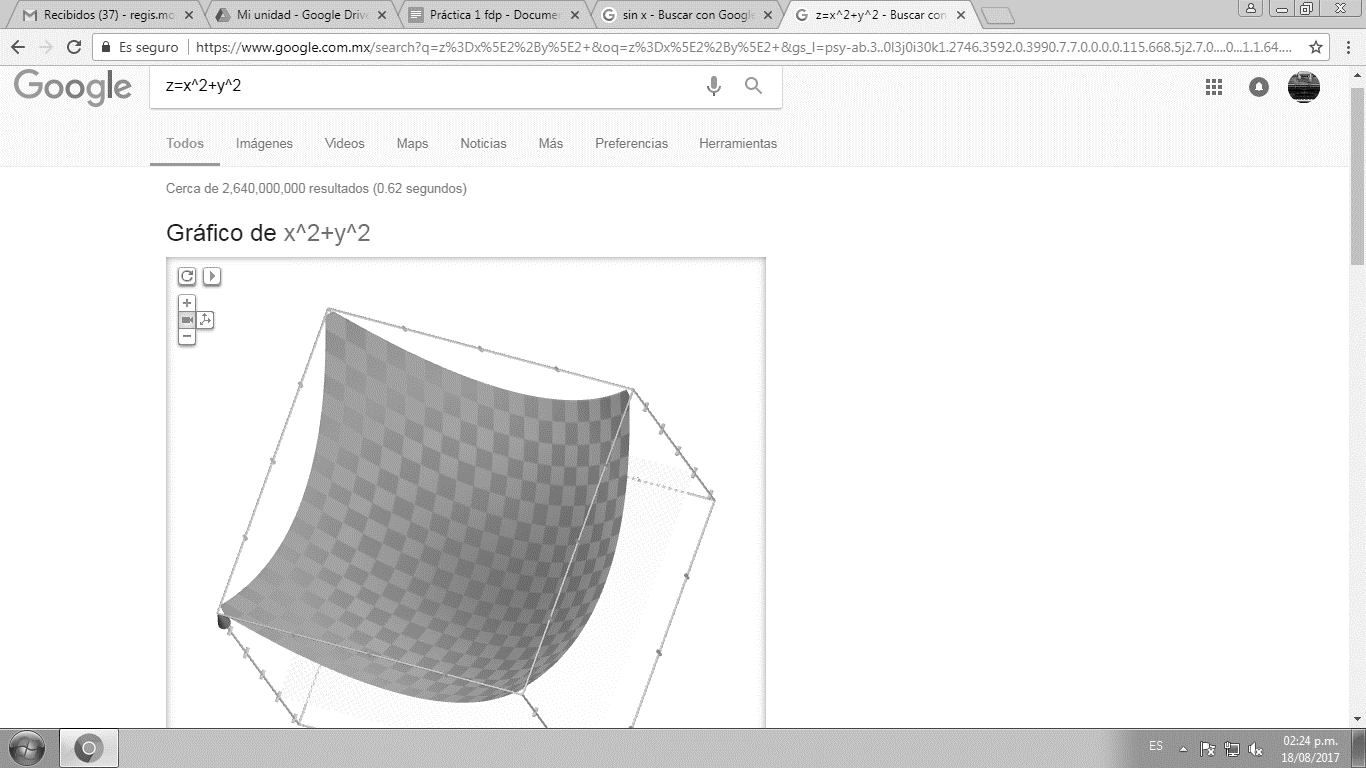 Recibidos (37) - regis.mo
Mi unidad - Google Drive
Práctica 1 fdp - Documen
sin x - Buscar con Google
z=x^2+y^2 - Buscar con
Es seguro https://www.google.com.mx/search?q=z%3Dx%5E2%2By%5E2+&oq=z%3Dx%5E2%2By%5E2+&gs_l=psy-ab.3..0l3j0i30k1.2746.3592.0.3990.7.7.0.0.0.0.115.668.5j2.7.0....0...1.1.64....
Google
z=x^2+y^2
Todos Imágenes Videos Maps Noticias Más Preferencias Herramientas
Cerca de 2,640,000,000 resultados (0.62 segundos)
Gráfico de x^2+y^2
ES
02:24 p.m.
18/08/2017